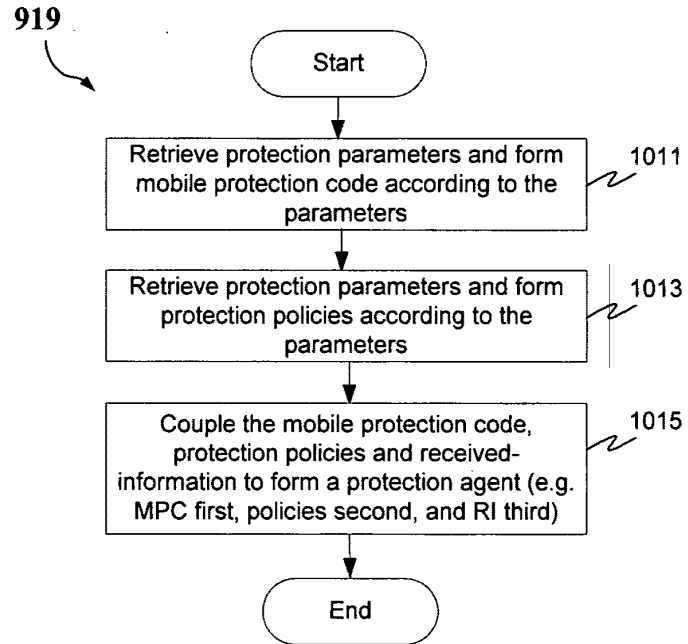 919
Start
Retrieve protection parameters and form
mobile protection code according to the
parameters
1011
Retrieve protection parameters and form
protection policies according to the
parameters
1013
Couple the mobile protection code,
protection policies and received-
information to form a protection agent (e.g.
MPC first, policies second, and RI third)
1015
End